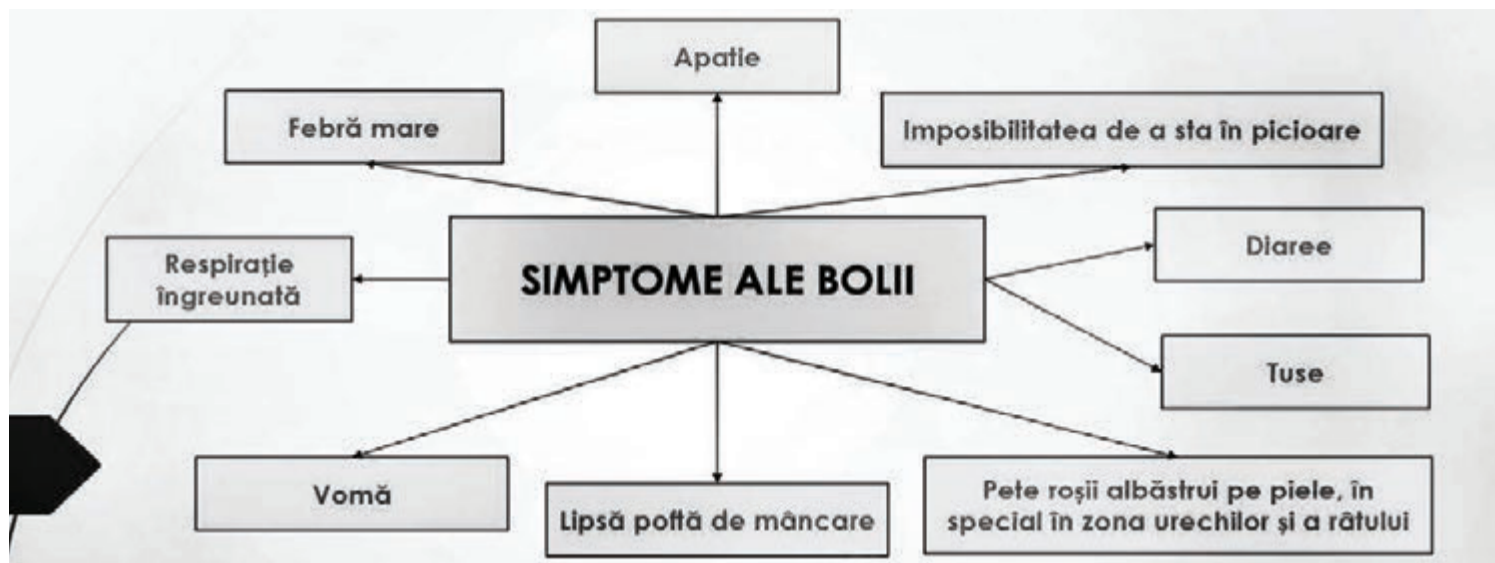 Apatie
Febră mare
Imposibilitatea de a sta în picioare
Respirație
îngreunată
SIMPTOME ALE BOLII
Diaree
Tuse
Vomă
Lipsă poftă de mâncare
Pete roșii albăstrui pe piele, în
special în zona urechilor și a râtului